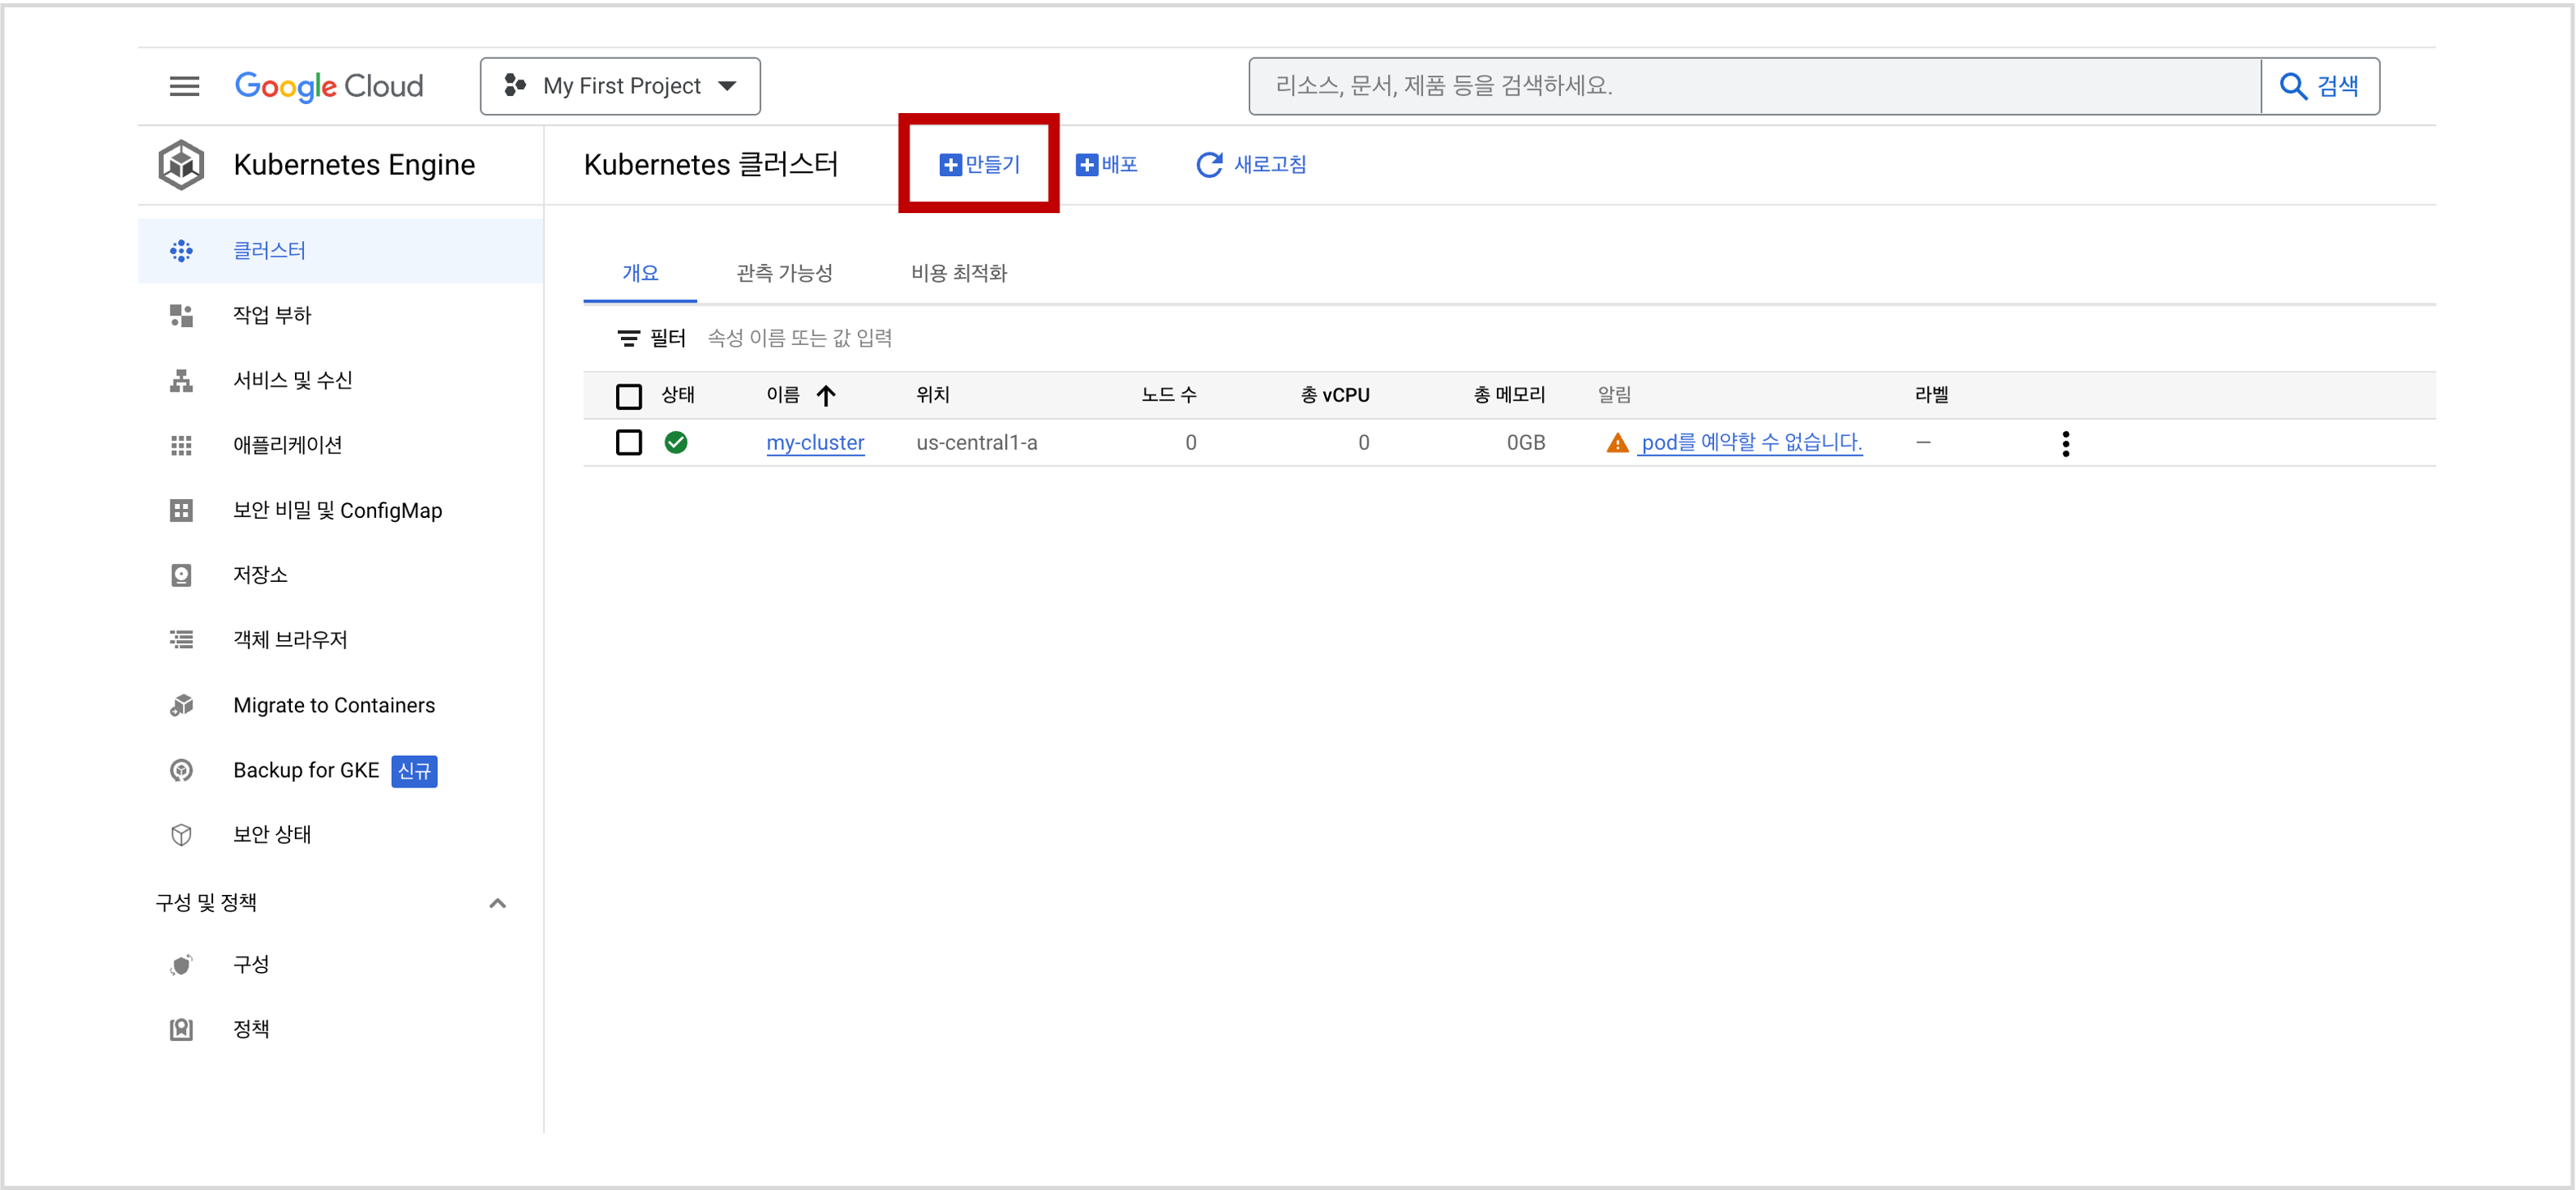 Google Cloud
My First Project
리소스, 문서, 제품 등을 검색하세요.
검색
Kubernetes Engine
Kubernetes 클러스터
만들기
배포
새로고침
클러스터
작업 부하
서비스 및 수신
애플리케이션
보안 비밀 및 ConfigMap
저장소
객체 브라우저
Migrate to Containers
Backup for GKE 신규
보안 상태
구성 및 정책
구성
정책
개요 관측 가능성 비용 최적화
필터 속성 이름 또는 값 입력
상태 이름 위치 노드 수 총 vCPU 총 메모리 알림 라벨
my-cluster us-central1-a 0 0 0GB pod를 예약할 수 없습니다. —